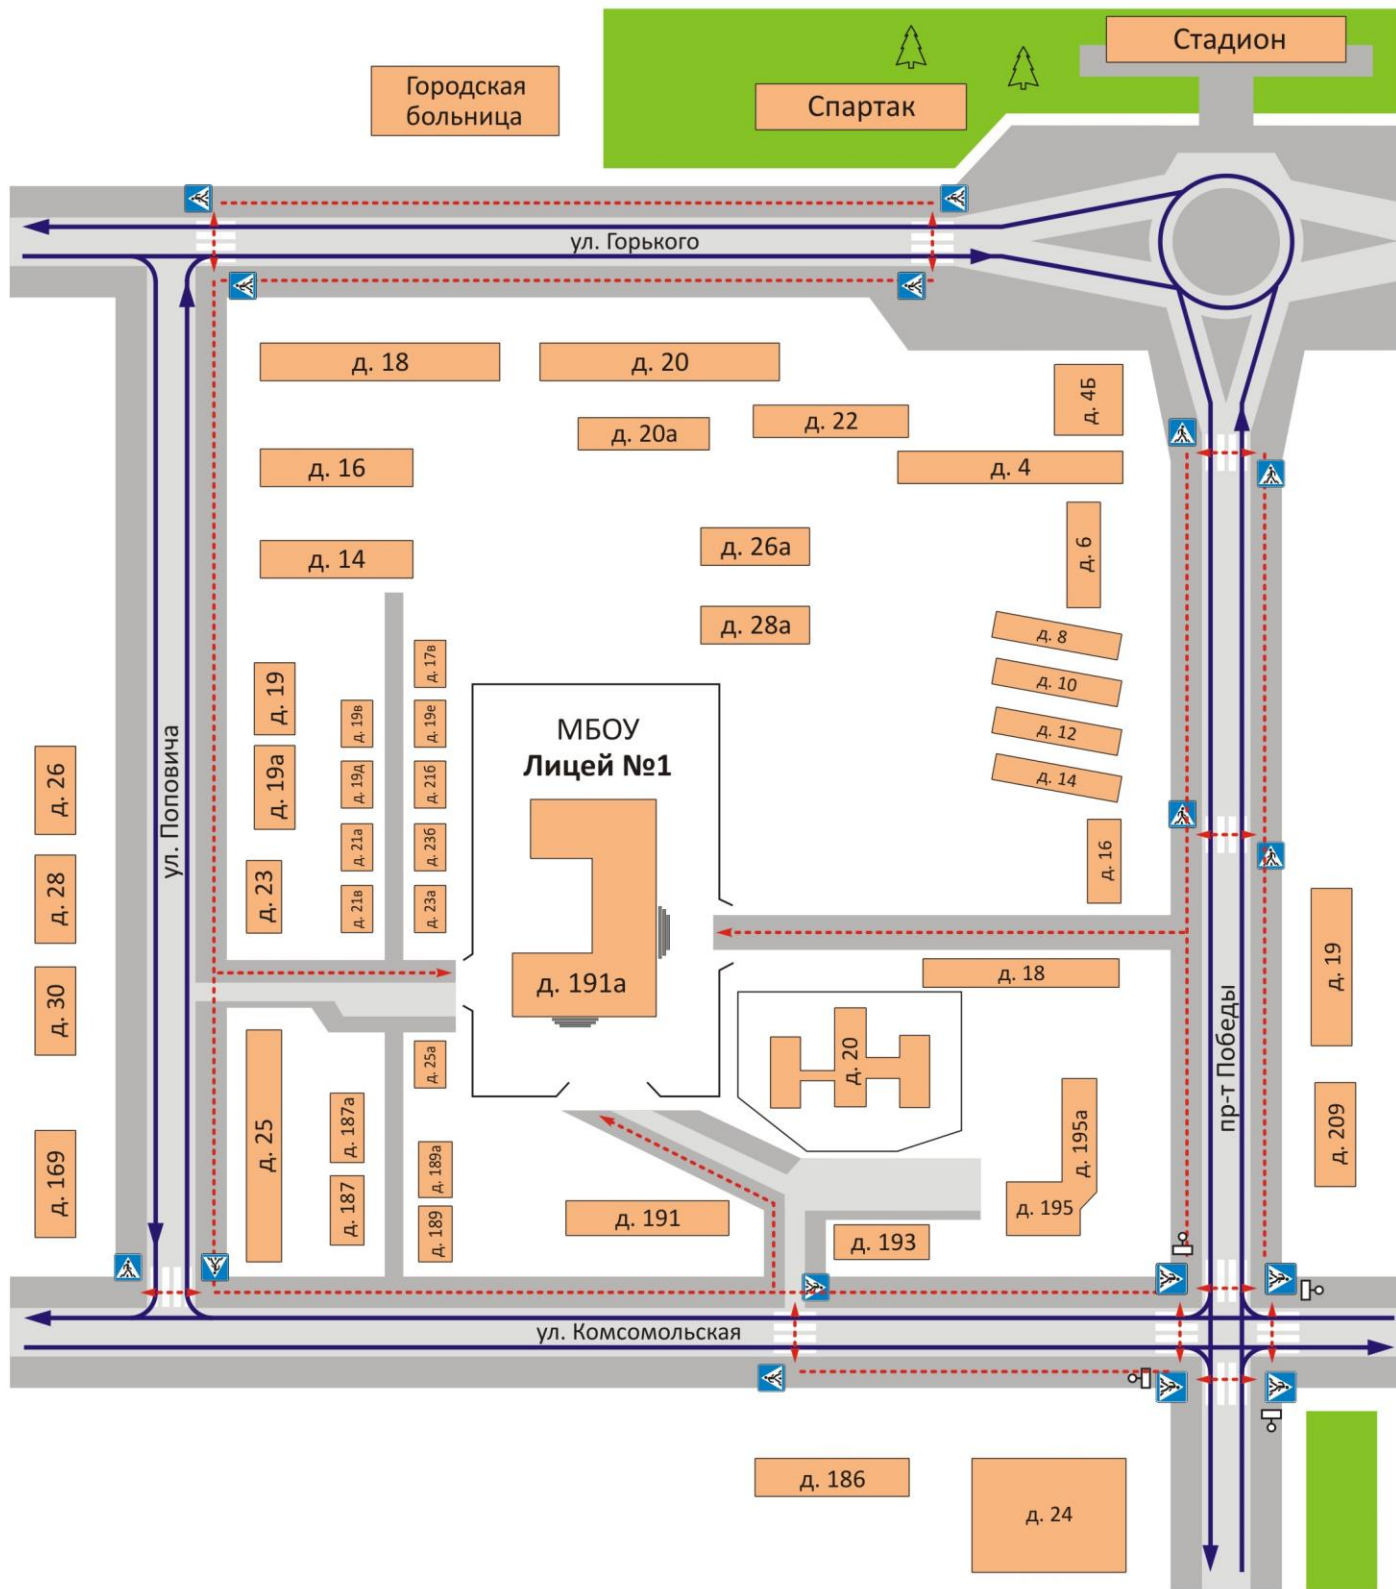 Стадион
Городская
больница
Спартак
ул. Горького
д. 18
д. 20
д. 4Б
д. 20а
д. 22
д. 16
д. 4
д. 26а
д. 6
д. 14
д. 28а
д. 8
д. 17в
д. 10
д. 19
д. 19в
д. 19е
МБОУ
Лицей №1
д. 12
д. 26
ул. Поповича
д. 19а
д. 19д
д. 21б
д. 14
д. 28
д. 23
д. 21а
д. 23б
д. 16
д. 21в
д. 23а
д. 19
д. 30
д. 191а
д. 18
д. 20
пр-т Победы
д. 25а
д. 25
д. 187а
д. 195а
д. 209
д. 169
д. 189а
д. 187
д. 189
д. 191
д. 193
д. 195
ул. Комсомольская
д. 186
д. 24